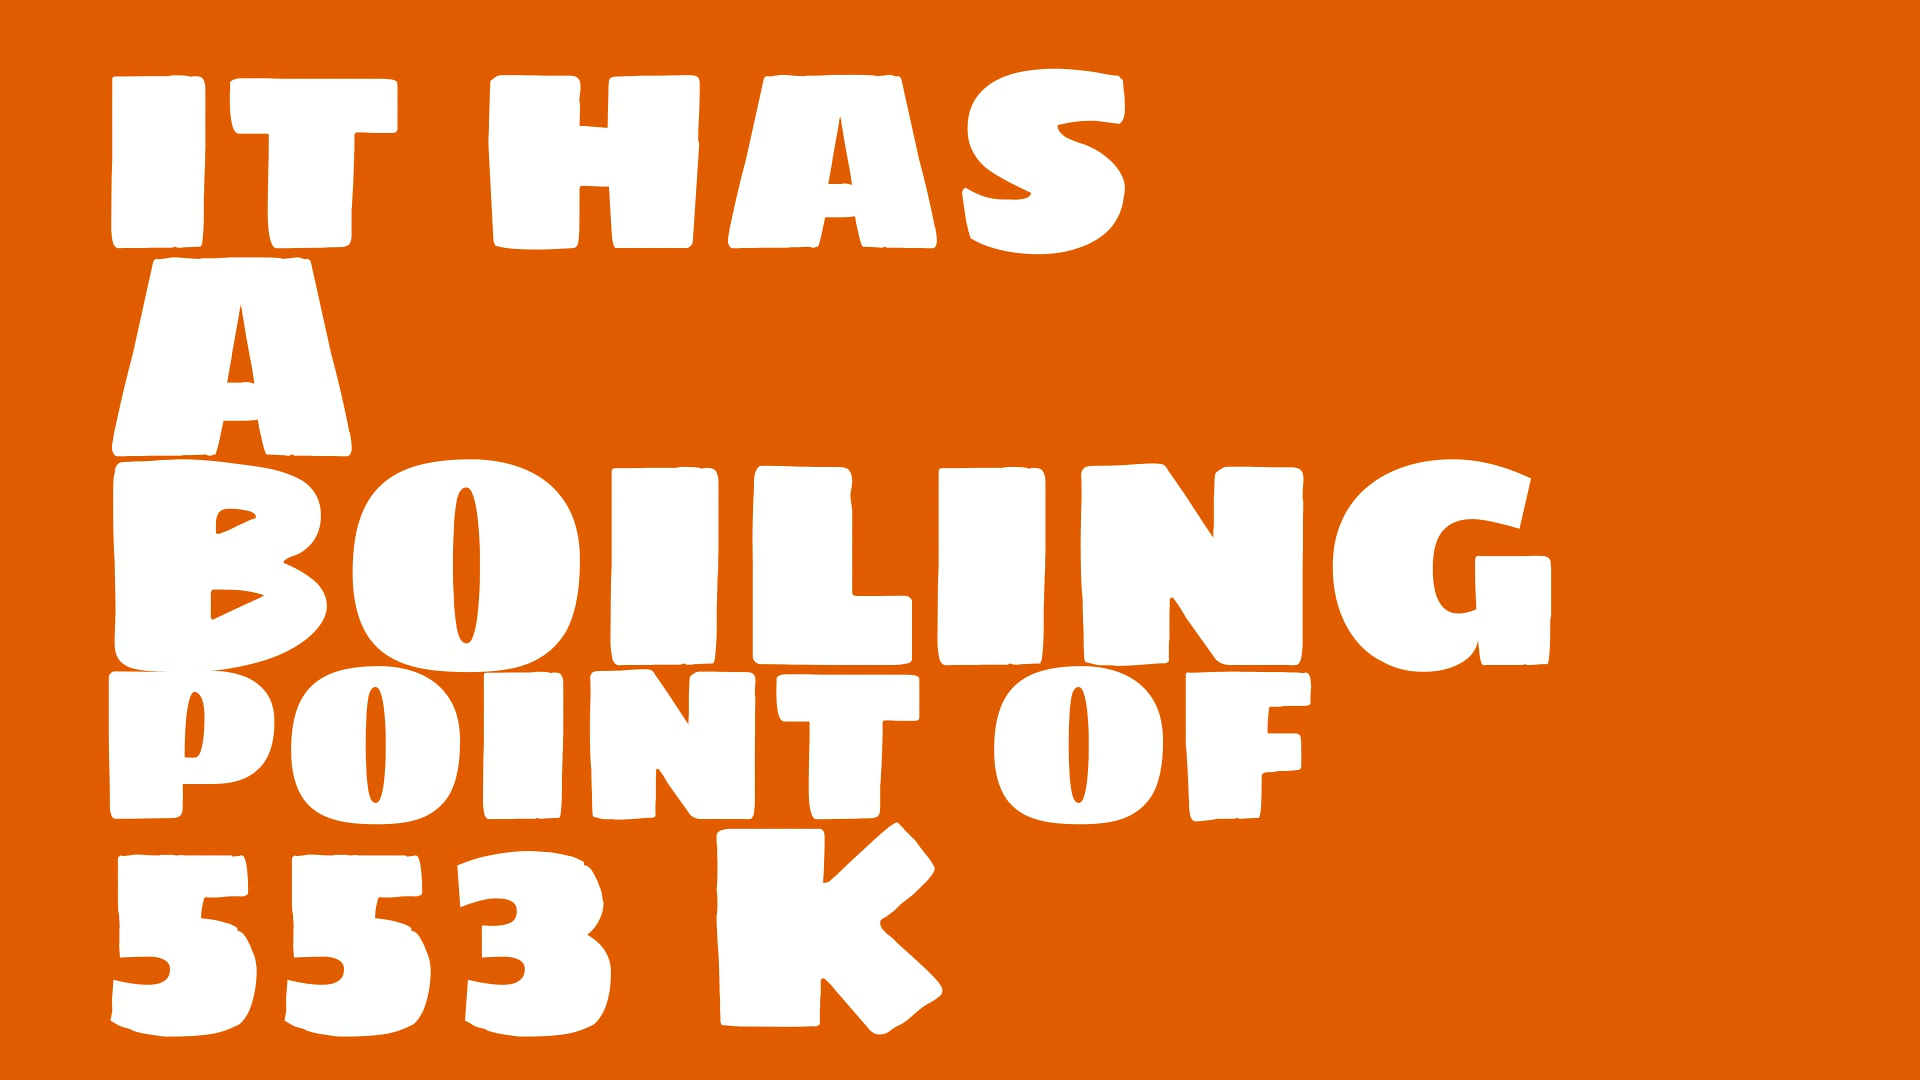 IT HAS
A
BOILING
POINT OF
553 K